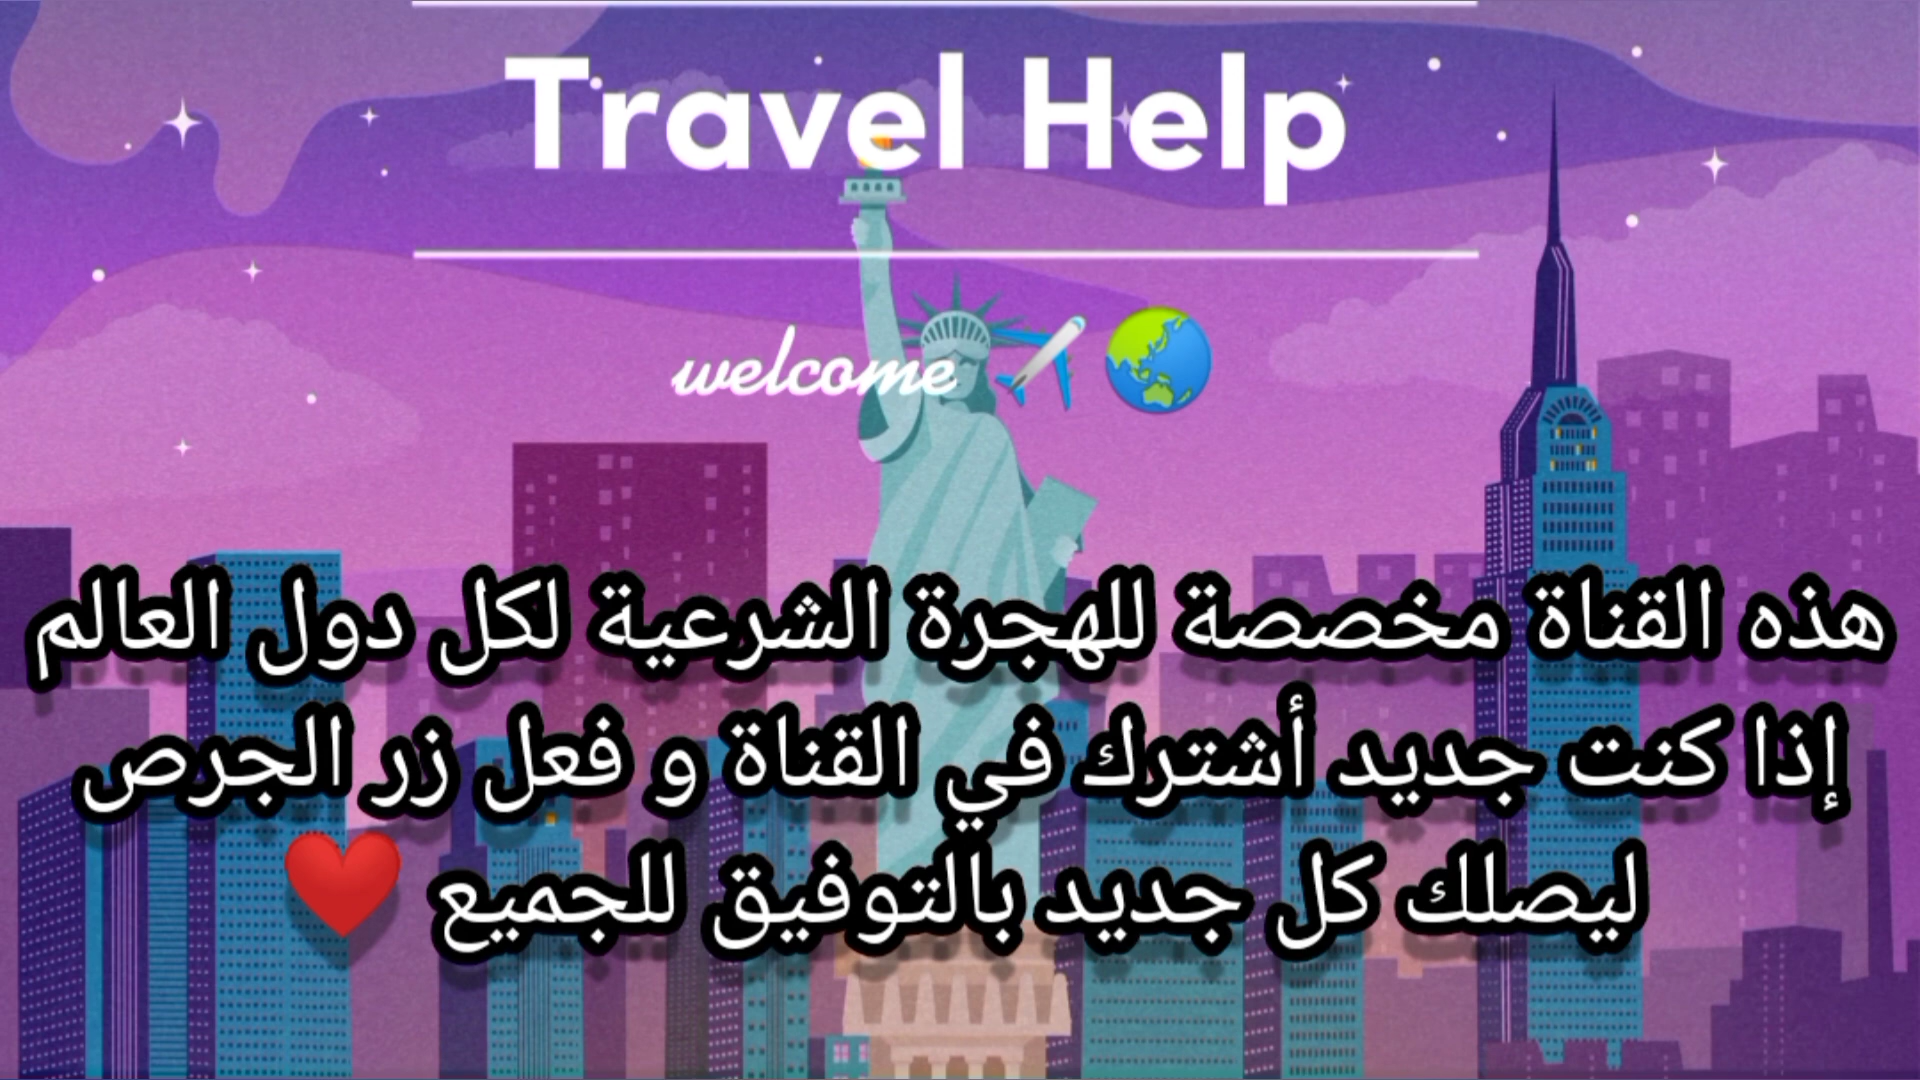 Travel Help
welcome ✈️ 🌏
هذه القناة مخصصة للهجرة الشرعية لكل دول العالم
إذا كنت جديد أشترك في القناة و فعل زر الجرص
ليصلك كل جديد بالتوفيق للجميع ❤️